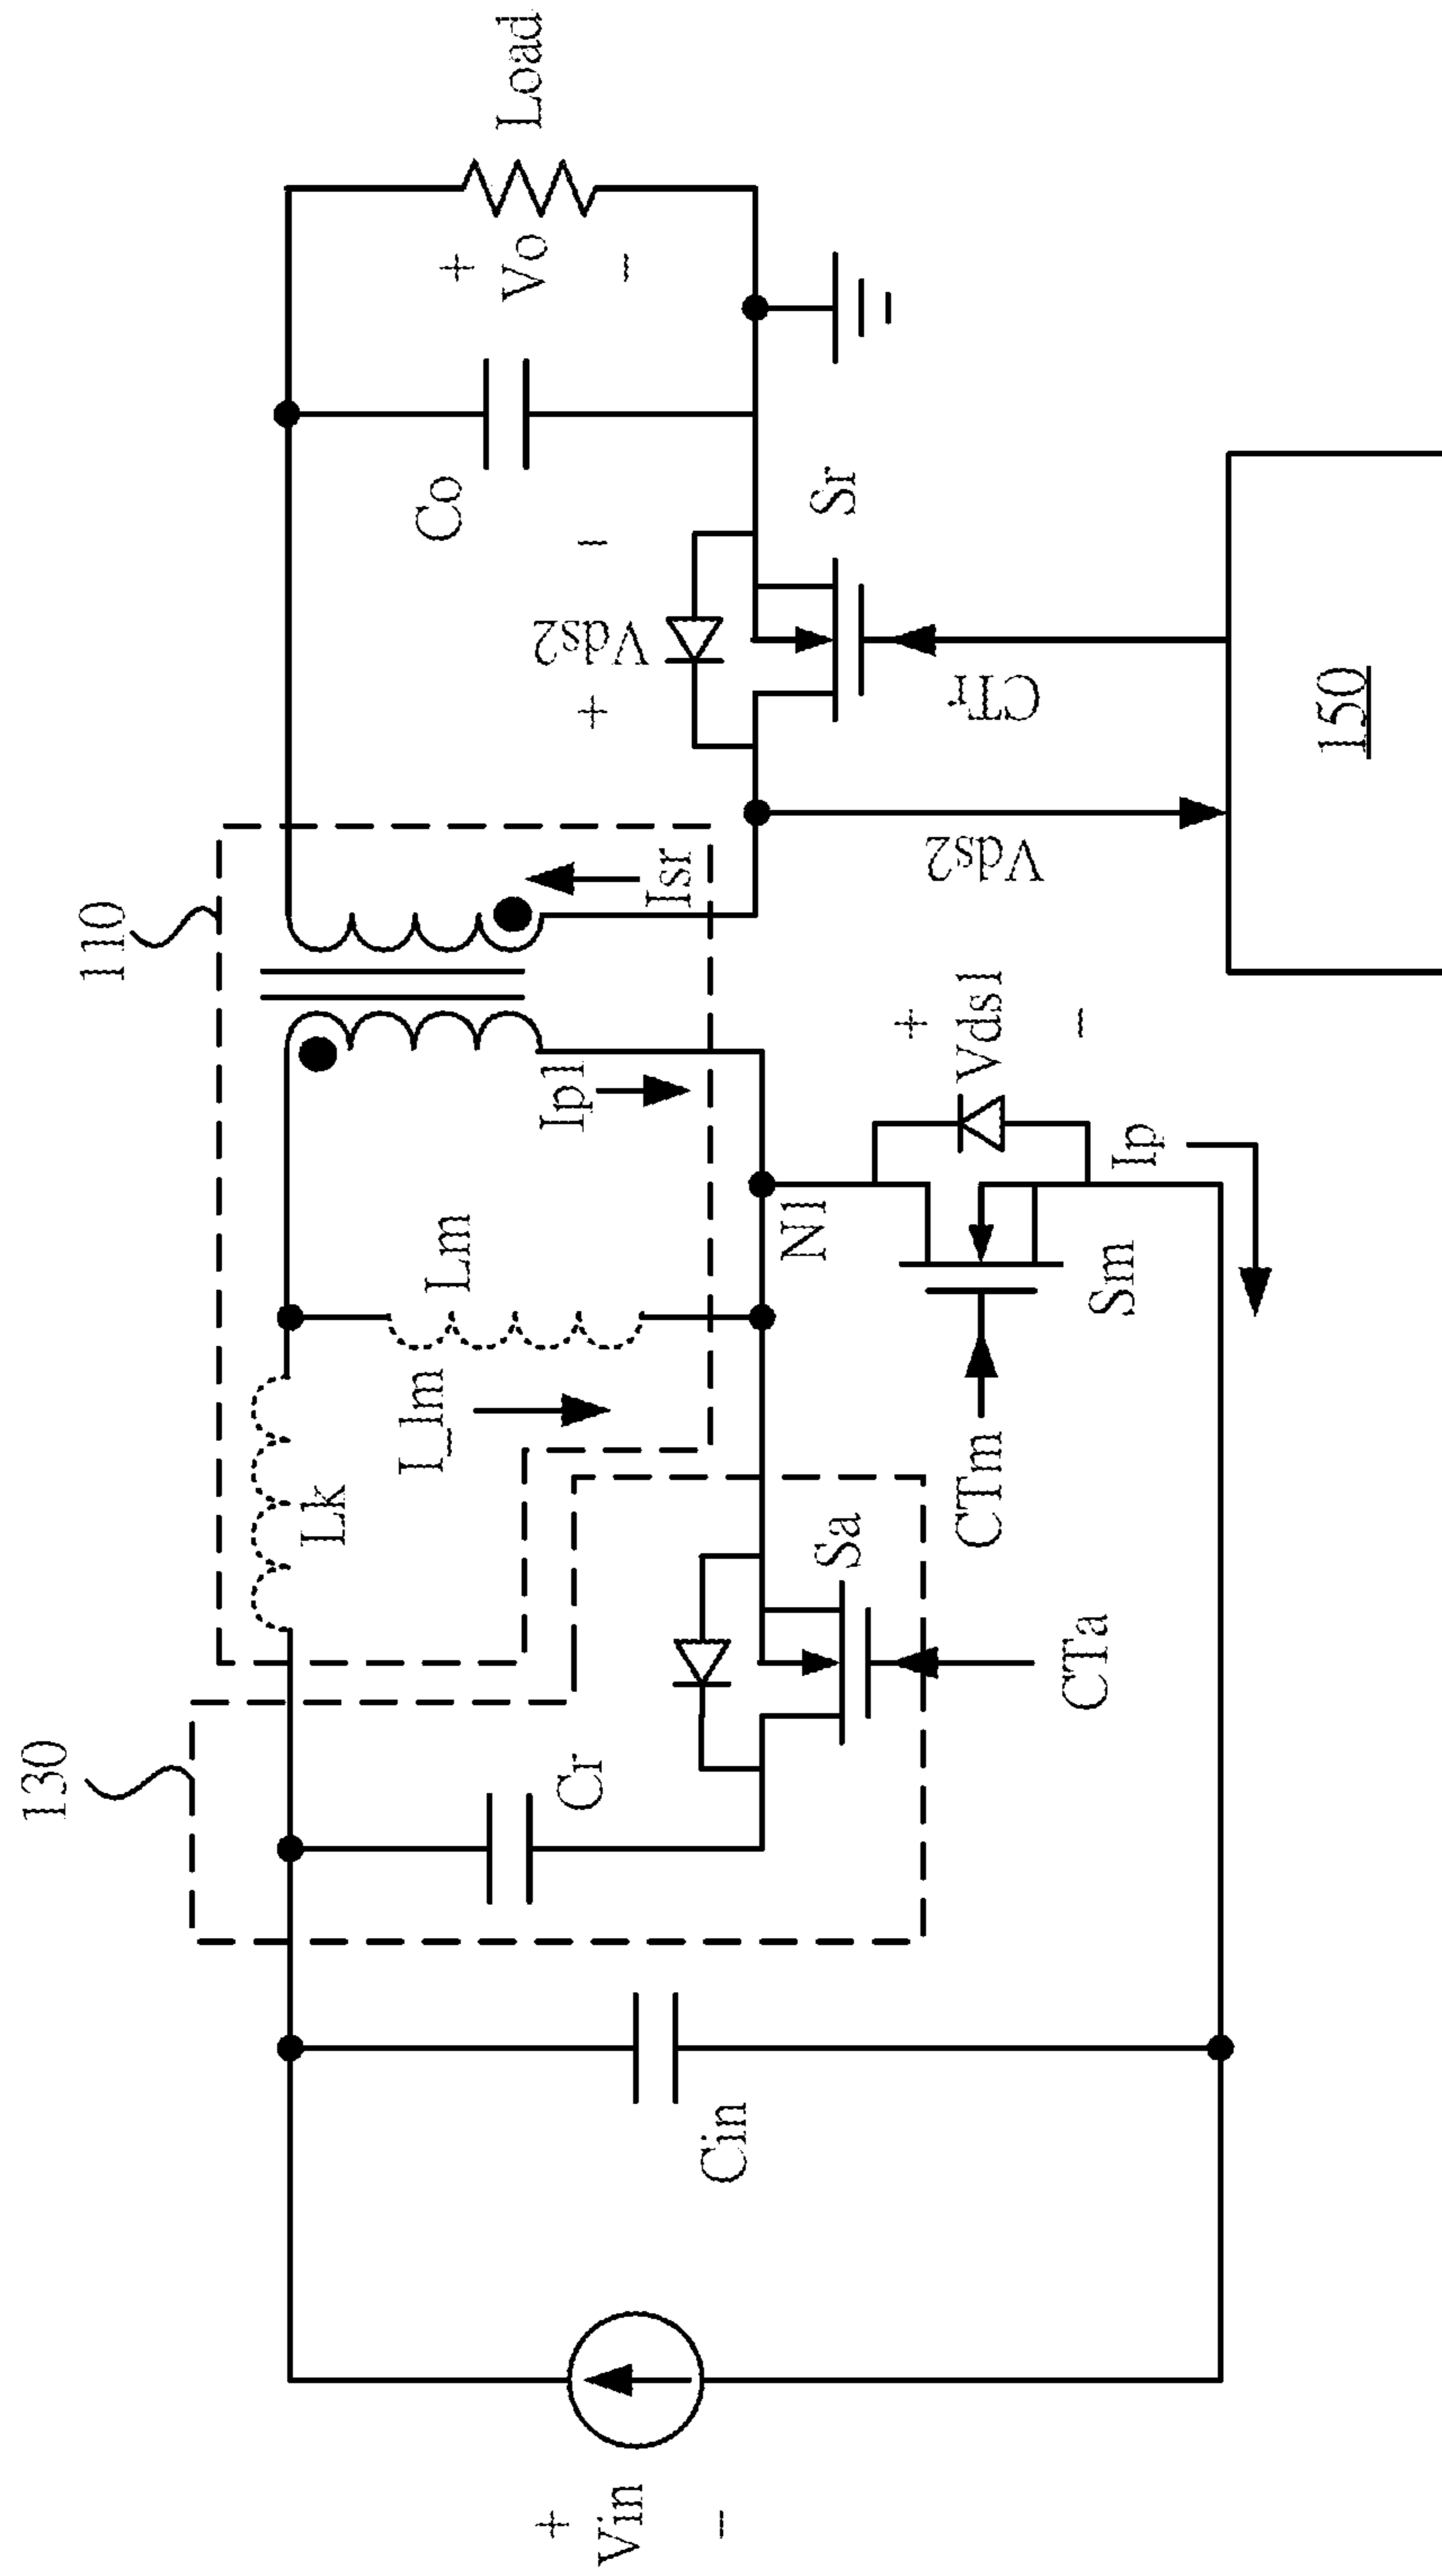 110
130
Lk
Lm
I_lm
Ip1
Isr
+
Vin
−
Cin
Cr
Sa
CTa
N1
CTm
Sm
+
Vds1
−
Ip
+
Vds2
−
Sr
CTr
Vds2
150
Co
+
Vo
−
Load